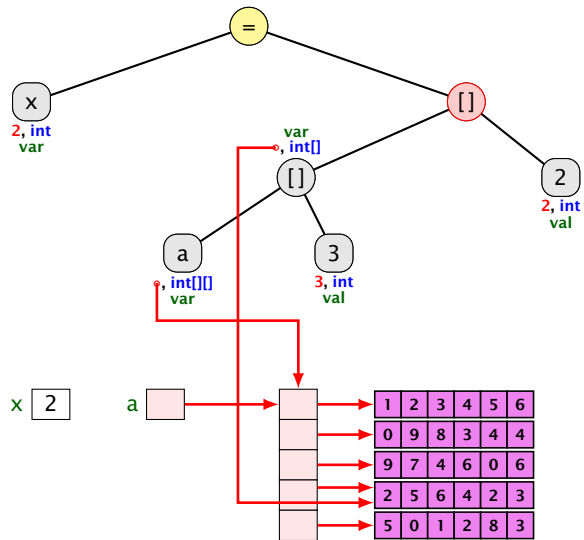 =
x
[]
2, int
var
var
, int[]
[]
2
2, int
val
a
3
, int[][]
var
3, int
val
x 2
a
1 2 3 4 5 6
0 9 8 3 4 4
9 7 4 6 0 6
2 5 6 4 2 3
5 0 1 2 8 3